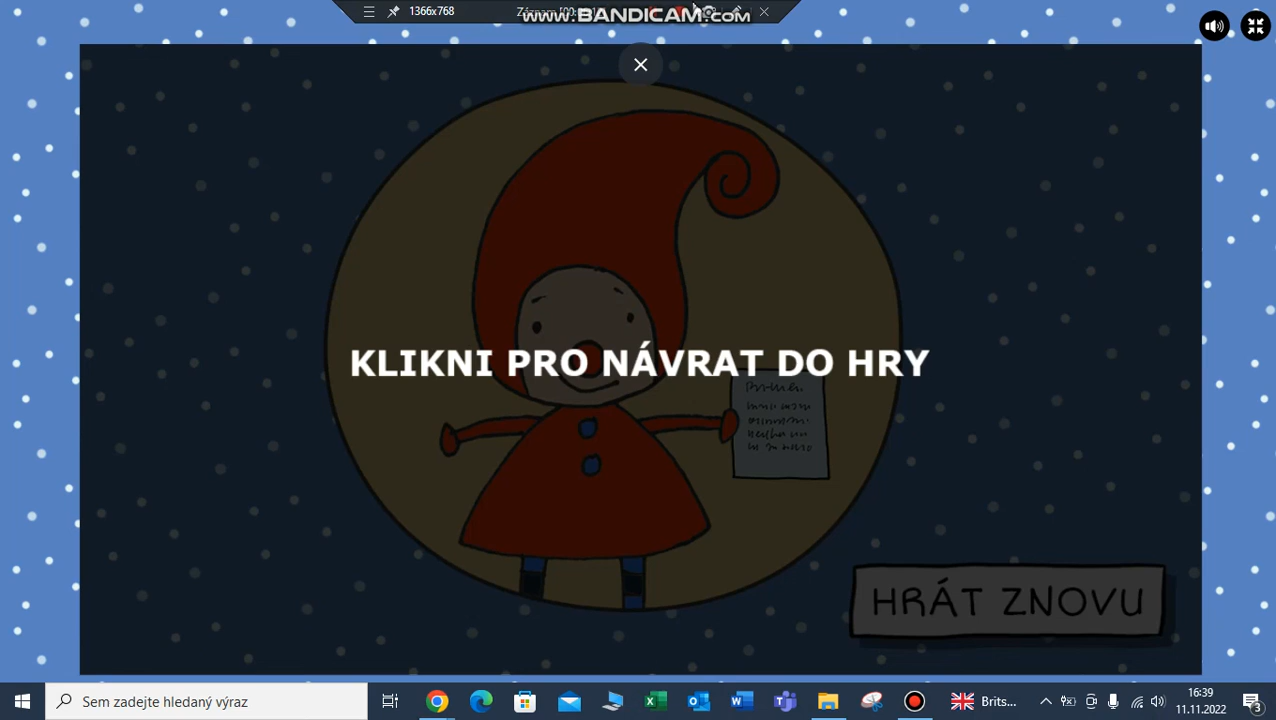 1366x768
www.BANDICAM.com
KLIKNI PRO NÁVRAT DO HRY
HRÁT ZNOVU
Sem zadejte hledaný výraz
Brits...
16:39
11.11.2022
3